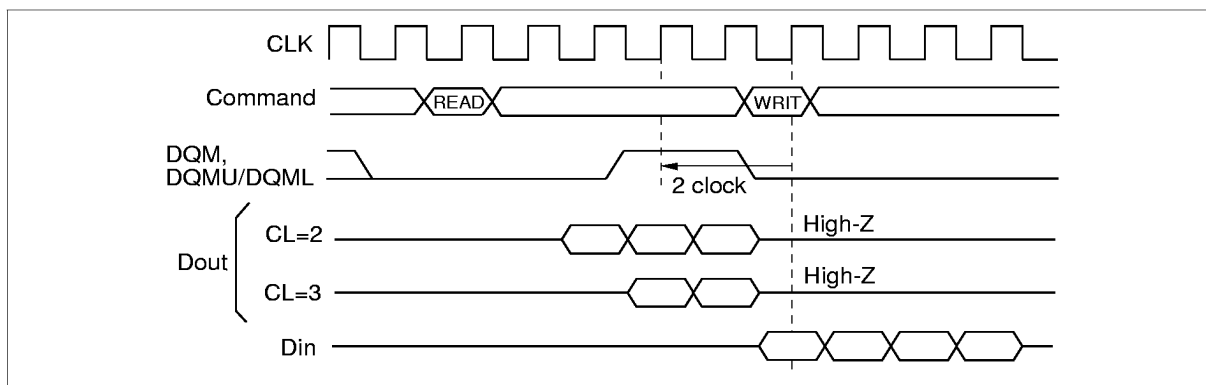 CLK
Command
READ
WRIT
DQM,
DQMU/DQML
2 clock
CL=2
High-Z
Dout
CL=3
High-Z
Din